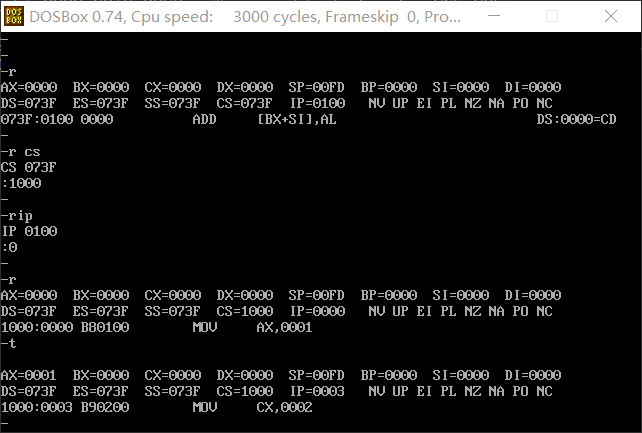 DOS BOX DOSBox 0.74, Cpu speed: 3000 cycles, Frameskip 0, Pro...
-
-
-r
AX=0000 BX=0000 CX=0000 DX=0000 SP=00FD BP=0000 SI=0000 DI=0000
DS=073F ES=073F SS=073F CS=073F IP=0100 NV UP EI PL NZ NA PO NC
073F:0100 0000 ADD [BX+SI],AL DS:0000=CD
-
-r cs
CS 073F
:1000
-
-rip
IP 0100
:0
-
-r
AX=0000 BX=0000 CX=0000 DX=0000 SP=00FD BP=0000 SI=0000 DI=0000
DS=073F ES=073F SS=073F CS=1000 IP=0000 NV UP EI PL NZ NA PO NC
1000:0000 B80100 MOV AX,0001
-t
AX=0001 BX=0000 CX=0000 DX=0000 SP=00FD BP=0000 SI=0000 DI=0000
DS=073F ES=073F SS=073F CS=1000 IP=0003 NV UP EI PL NZ NA PO NC
1000:0003 B90200 MOV CX,0002
-